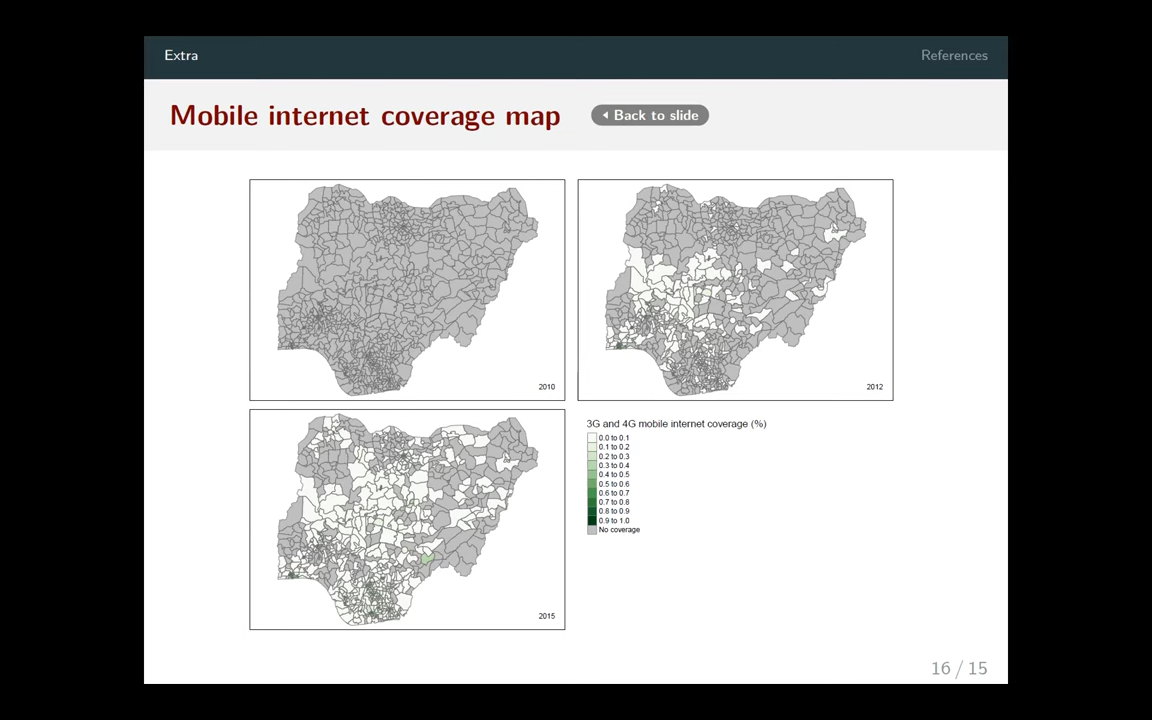 Extra
References
Mobile internet coverage map
Back to slide
2010
2012
2015
3G and 4G mobile internet coverage (%)
0.0 to 0.1
0.1 to 0.2
0.2 to 0.3
0.3 to 0.4
0.4 to 0.5
0.5 to 0.6
0.6 to 0.7
0.7 to 0.8
0.8 to 0.9
0.9 to 1.0
No coverage
16 / 15